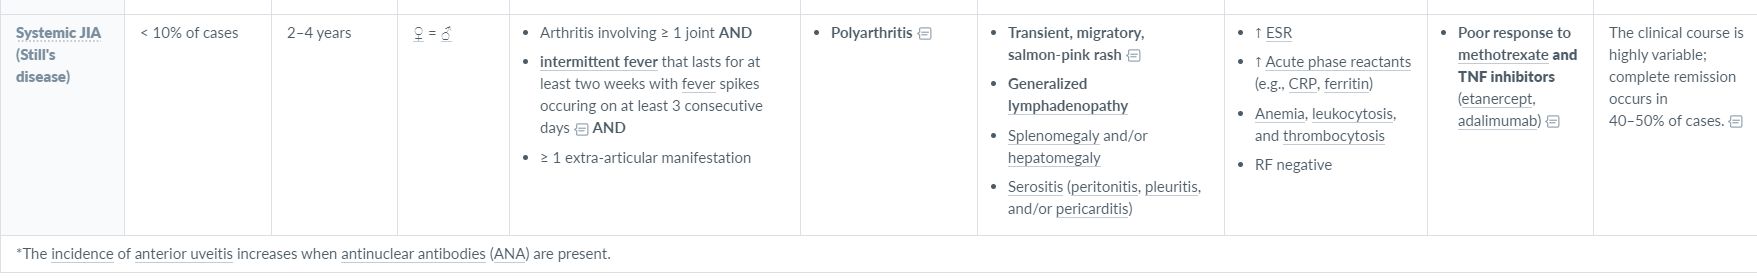 Systemic JIA
(Still's
disease)
< 10% of cases
2–4 years
♀ = ♂
• Arthritis involving ≥ 1 joint AND
• intermittent fever that lasts for at
least two weeks with fever spikes
occuring on at least 3 consecutive
days AND
• ≥ 1 extra-articular manifestation
• Polyarthritis
• Transient, migratory,
salmon-pink rash
• Generalized
lymphadenopathy
• Splenomegaly and/or
hepatomegaly
• Serositis (peritonitis, pleuritis,
and/or pericarditis)
• ↑ ESR
• ↑ Acute phase reactants
(e.g., CRP, ferritin)
• Anemia, leukocytosis,
and thrombocytosis
• RF negative
• Poor response to
methotrexate and
TNF inhibitors
(etanercept,
adalimumab)
The clinical course is
highly variable;
complete remission
occurs in
40–50% of cases.
*The incidence of anterior uveitis increases when antinuclear antibodies (ANA) are present.